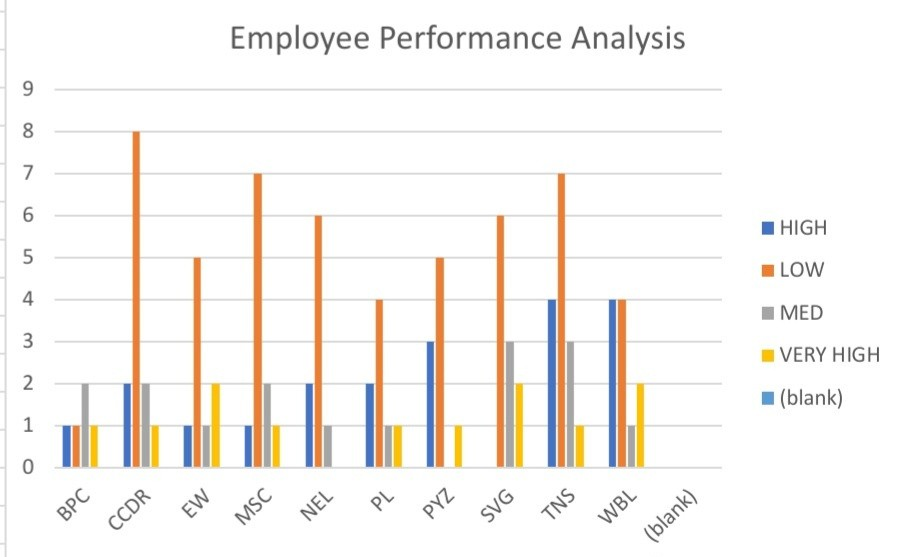 Employee Performance Analysis
9
8
7
6
5
4
3
2
1
0
BPC
CCDR
EW
MSC
NEL
PL
PYZ
SVG
TNS
WBL
(blank)
HIGH
LOW
MED
VERY HIGH
(blank)